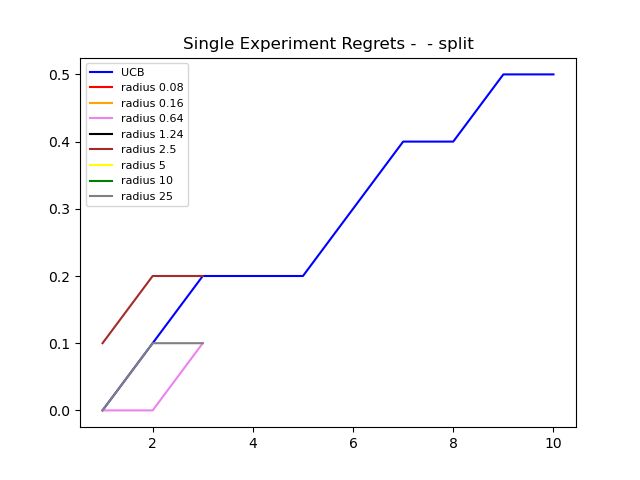 Single Experiment Regrets -  - split
UCB
radius 0.08
radius 0.16
radius 0.64
radius 1.24
radius 2.5
radius 5
radius 10
radius 25
0.5
0.4
0.3
0.2
0.1
0.0
2 4 6 8 10